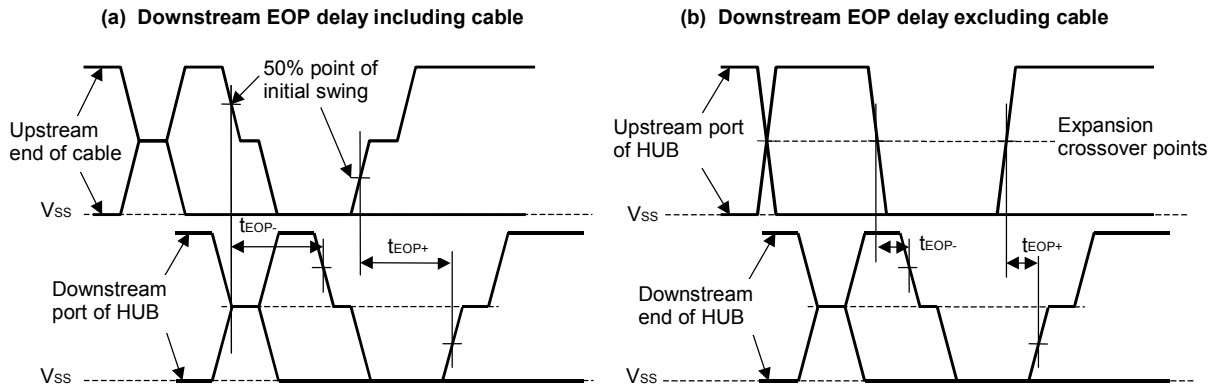 (a) Downstream EOP delay including cable
50% point of
initial swing
Upstream
end of cable
VSS
tEOP-
tEOP+
Downstream
port of HUB
VSS
(b) Downstream EOP delay excluding cable
Upstream port
of HUB
Expansion
crossover points
VSS
tEOP-
tEOP+
Downstream
end of HUB
VSS